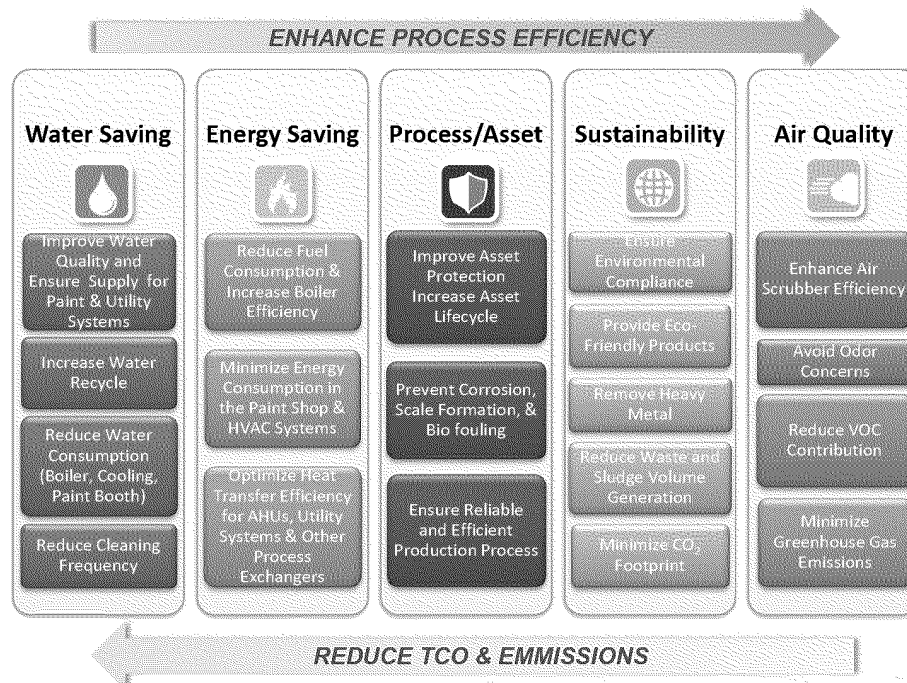 ENHANCE PROCESS EFFICIENCY
Water Saving
Improve Water
Quality and
Ensure Supply for
Paint & Utility
Systems
Increase Water
Recycle
Reduce Water
Consumption
(Boiler, Cooling,
Paint Booth)
Reduce Cleaning
Frequency
Energy Saving
Reduce Fuel
Consumption &
Increase Boiler
Efficiency
Minimize Energy
Consumption in
the Paint Shop &
HVAC Systems
Optimize Heat
Transfer Efficiency
for AHUs, Utility
Systems & Other
Process
Exchangers
Process/Asset
Improve Asset
Protection
Increase Asset
Lifecycle
Prevent Corrosion,
Scale Formation, &
Bio fouling
Ensure Reliable
and Efficient
Production Process
Sustainability
Ensure
Environmental
Compliance
Provide Eco-
Friendly Products
Remove Heavy
Metal
Reduce Waste and
Sludge Volume
Generation
Minimize CO₂
Footprint
Air Quality
Enhance Air
Scrubber Efficiency
Avoid Odor
Concerns
Reduce VOC
Contribution
Minimize
Greenhouse Gas
Emissions
REDUCE TCO & EMMISSIONS